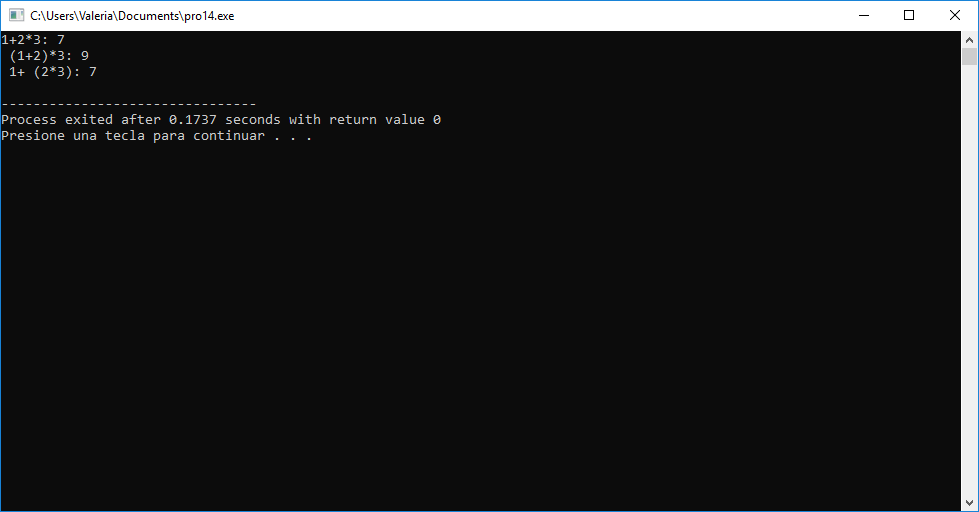 C:\Users\Valeria\Documents\pro14.exe
1+2*3: 7
(1+2)*3: 9
1+ (2*3): 7
--------------------------------
Process exited after 0.1737 seconds with return value 0
Presione una tecla para continuar . . .